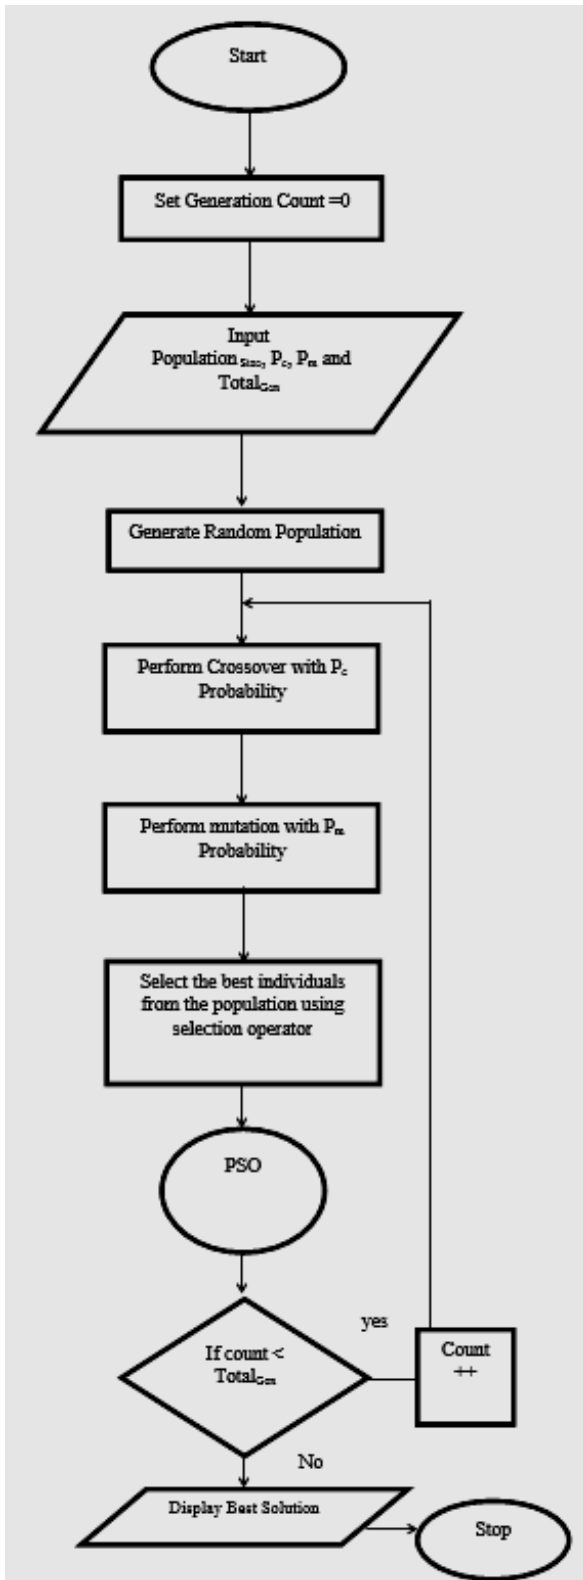 Start
Set Generation Count =0
Input
Population Size, Pc, Pm and
TotalGen
Generate Random Population
Perform Crossover with Pc
Probability
Perform mutation with Pm
Probability
Select the best individuals
from the population using
selection operator
PSO
yes
If count <
TotalGen
Count
++
No
Display Best Solution
Stop